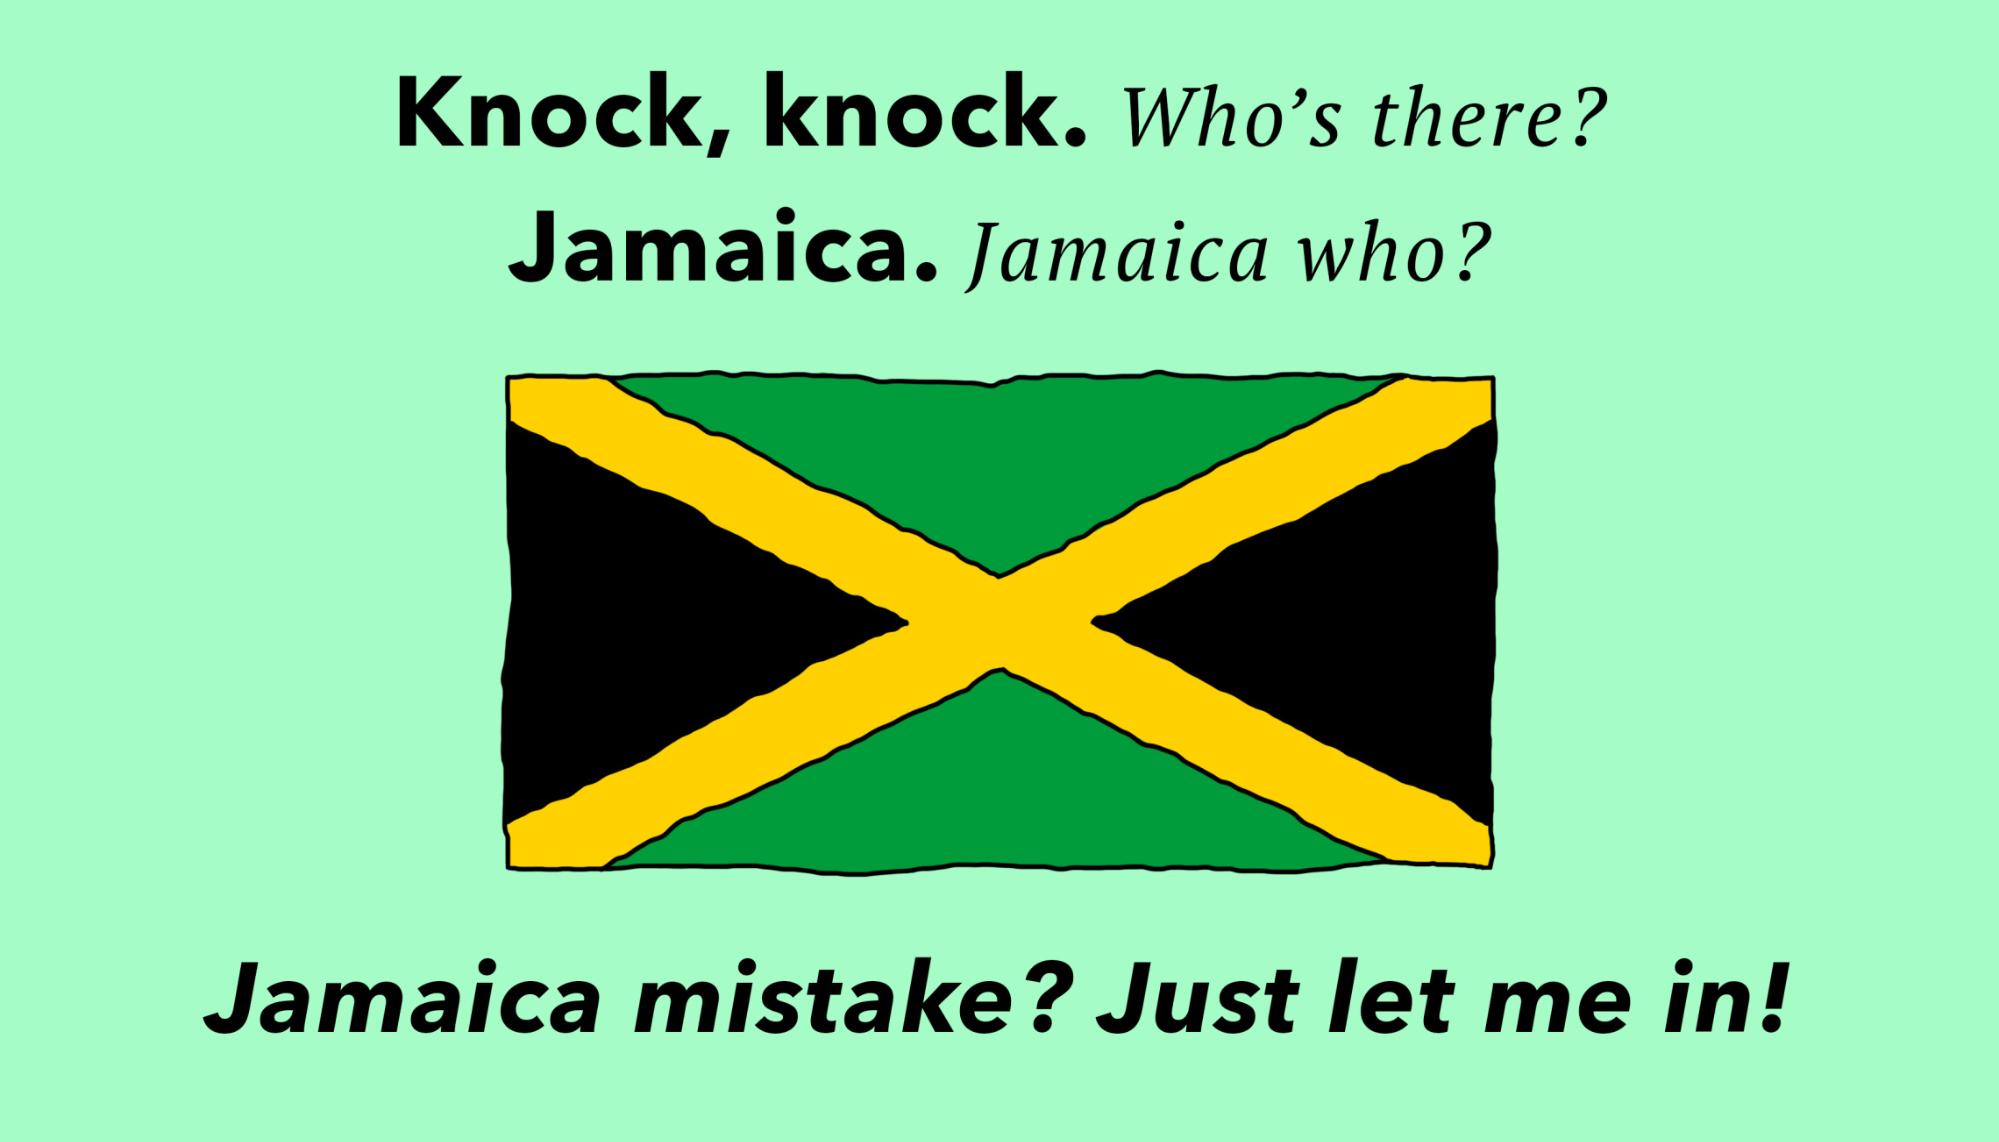 Knock, knock. Who’s there?
Jamaica. Jamaica who?
Jamaica mistake? Just let me in!